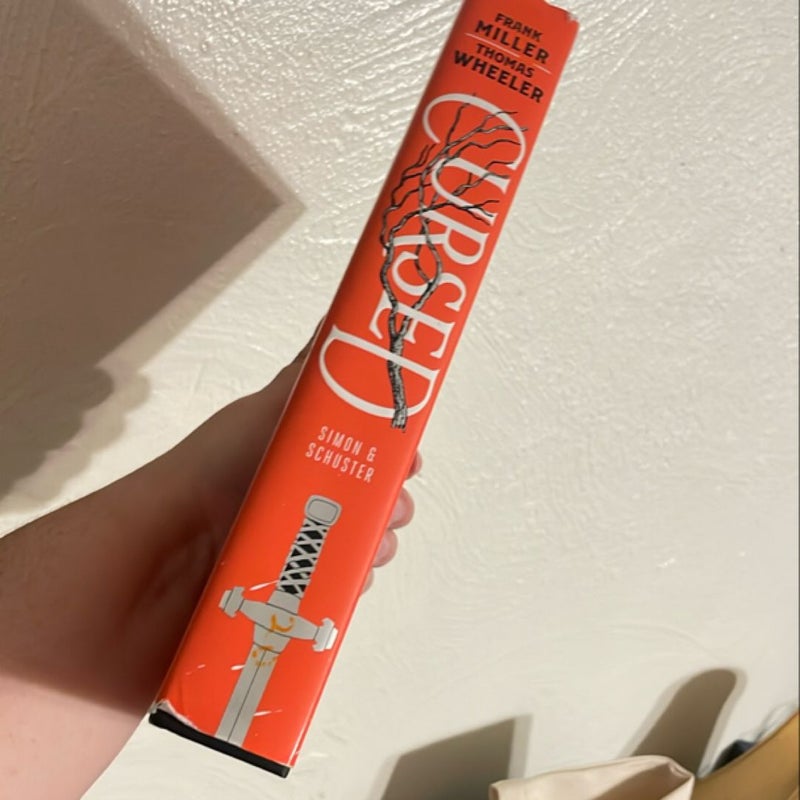 FRANK
MILLER
THOMAS
WHEELER
CURSED
SIMON &
SCHUSTER